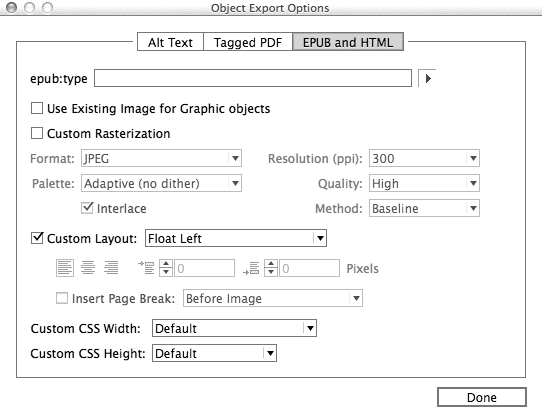 Object Export Options
Alt Text Tagged PDF EPUB and HTML
epub:type
Use Existing Image for Graphic objects
Custom Rasterization
Format: JPEG Resolution (ppi): 300
Palette: Adaptive (no dither) Quality: High
Interlace Method: Baseline
Custom Layout: Float Left
0 0 Pixels
Insert Page Break: Before Image
Custom CSS Width: Default
Custom CSS Height: Default
Done